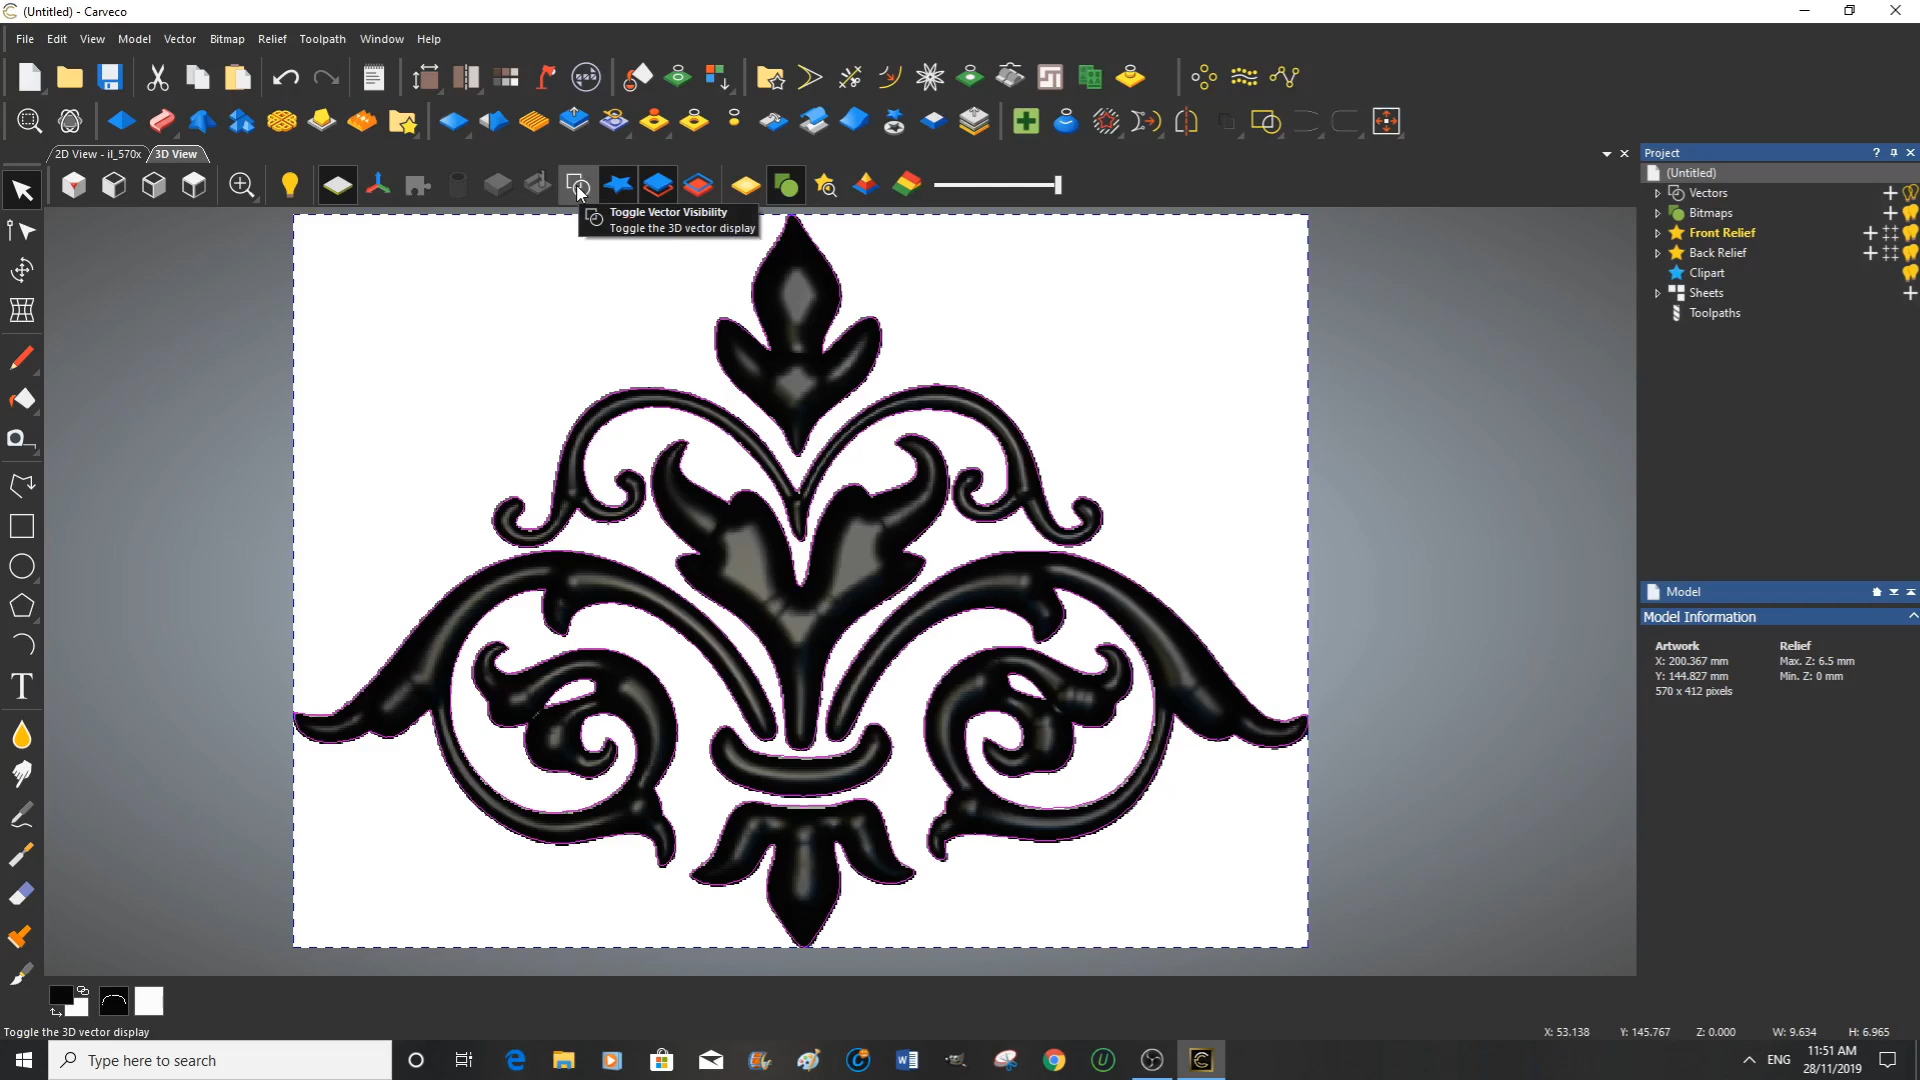 (Untitled) - Carveco
File Edit View Model Vector Bitmap Relief Toolpath Window Help
2D View - il_570x 3D View
Toggle Vector Visibility
Toggle the 3D vector display
Project
(Untitled)
Vectors
Bitmaps
Front Relief
Back Relief
Clipart
Sheets
Toolpaths
Model
Model Information
Artwork Relief
X: 200.367 mm Max. Z: 6.5 mm
Y: 144.827 mm Min. Z: 0 mm
570 x 412 pixels
T
Toggle the 3D vector display
X: 53.138 Y: 145.767 Z: 0.000 W: 9.634 H: 6.965
Type here to search
ENG
11:51 AM
28/11/2019